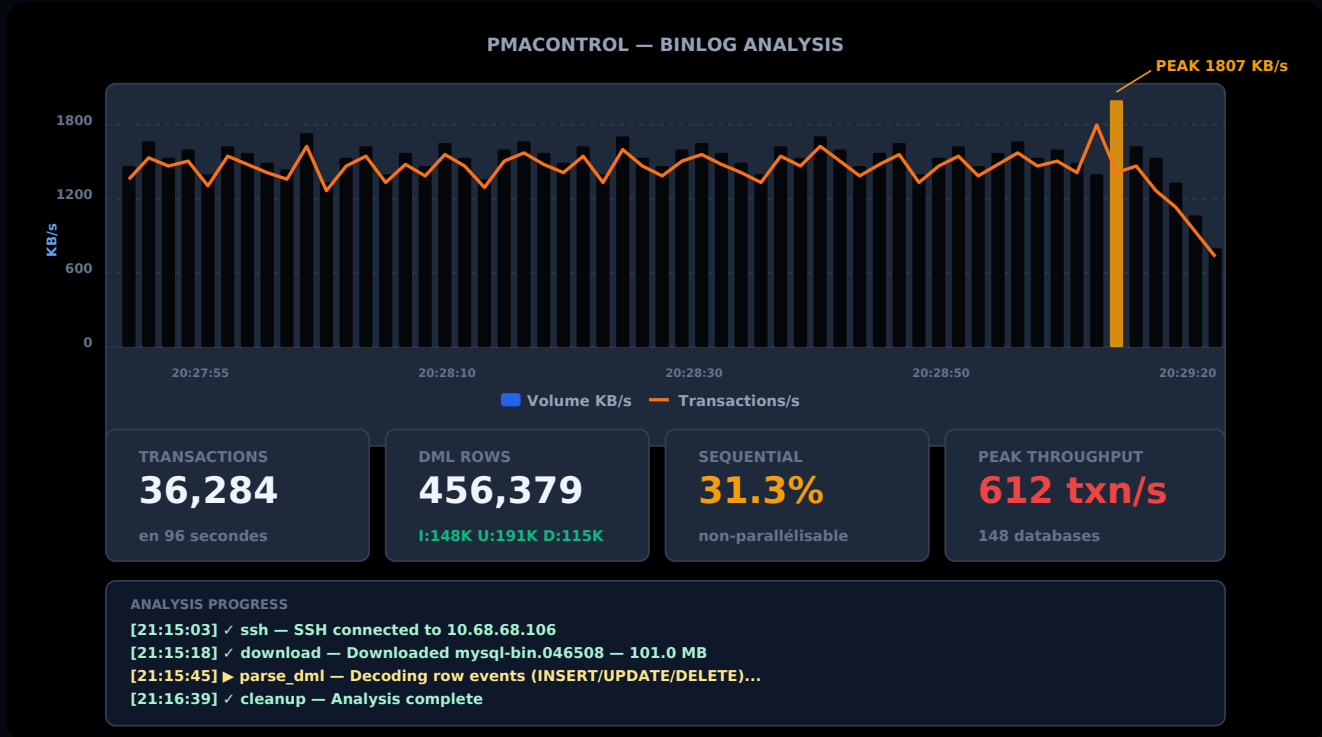 PMACONTROL — BINLOG ANALYSIS
PEAK 1807 KB/s
1800
1200
600
0
KB/s
20:27:55 20:28:10 20:28:30 20:28:50 20:29:20
Volume KB/s Transactions/s
TRANSACTIONS
36,284
en 96 secondes
DML ROWS
456,379
I:148K U:191K D:115K
SEQUENTIAL
31.3%
non-parallélisable
PEAK THROUGHPUT
612 txn/s
148 databases
ANALYSIS PROGRESS
[21:15:03] ✓ ssh — SSH connected to 10.68.68.106
[21:15:18] ✓ download — Downloaded mysql-bin.046508 — 101.0 MB
[21:15:45] ▶ parse_dml — Decoding row events (INSERT/UPDATE/DELETE)...
[21:16:39] ✓ cleanup — Analysis complete